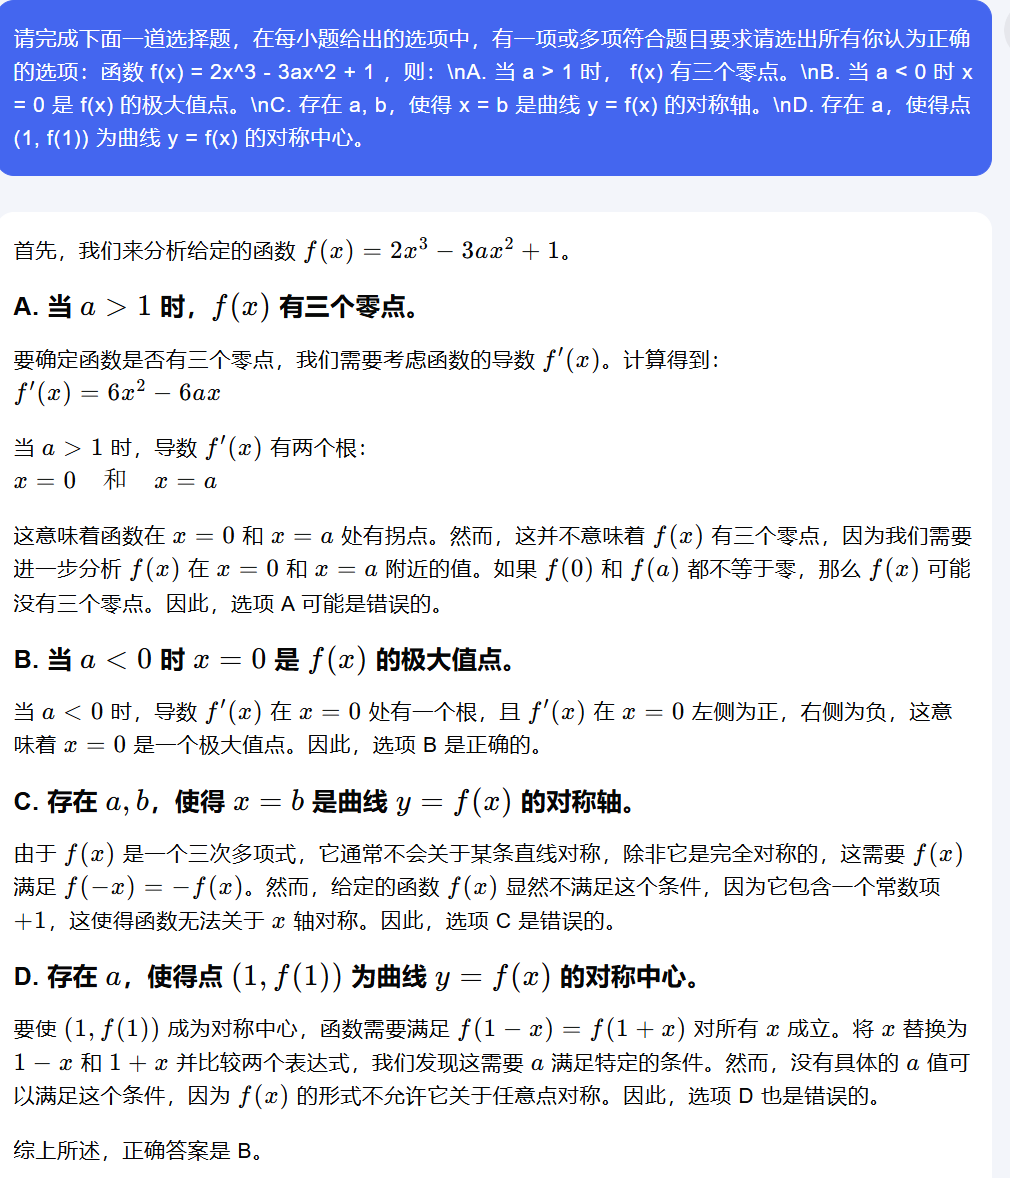 请完成下面一道选择题，在每小题给出的选项中，有一项或多项符合题目要求请选出所有你认为正确
的选项：函数 f(x) = 2x^3 - 3ax^2 + 1 ，则：\nA. 当 a > 1 时， f(x) 有三个零点。\nB. 当 a < 0 时 x
= 0 是 f(x) 的极大值点。\nC. 存在 a, b，使得 x = b 是曲线 y = f(x) 的对称轴。\nD. 存在 a，使得点
(1, f(1)) 为曲线 y = f(x) 的对称中心。
首先，我们来分析给定的函数 f(x) = 2x³ − 3ax² + 1。
A. 当 a > 1 时，f(x) 有三个零点。
要确定函数是否有三个零点，我们需要考虑函数的导数 f′(x)。计算得到：
f′(x) = 6x² − 6ax
当 a > 1 时，导数 f′(x) 有两个根：
x = 0 和 x = a
这意味着函数在 x = 0 和 x = a 处有拐点。然而，这并不意味着 f(x) 有三个零点，因为我们需要
进一步分析 f(x) 在 x = 0 和 x = a 附近的值。如果 f(0) 和 f(a) 都不等于零，那么 f(x) 可能
没有三个零点。因此，选项 A 可能是错误的。
B. 当 a < 0 时 x = 0 是 f(x) 的极大值点。
当 a < 0 时，导数 f′(x) 在 x = 0 处有一个根，且 f′(x) 在 x = 0 左侧为正，右侧为负，这意
味着 x = 0 是一个极大值点。因此，选项 B 是正确的。
C. 存在 a, b，使得 x = b 是曲线 y = f(x) 的对称轴。
由于 f(x) 是一个三次多项式，它通常不会关于某条直线对称，除非它是完全对称的，这需要 f(x)
满足 f(−x) = −f(x)。然而，给定的函数 f(x) 显然不满足这个条件，因为它包含一个常数项
+1，这使得函数无法关于 x 轴对称。因此，选项 C 是错误的。
D. 存在 a，使得点 (1, f(1)) 为曲线 y = f(x) 的对称中心。
要使 (1, f(1)) 成为对称中心，函数需要满足 f(1 − x) = f(1 + x) 对所有 x 成立。将 x 替换为
1 − x 和 1 + x 并比较两个表达式，我们发现这需要 a 满足特定的条件。然而，没有具体的 a 值可
以满足这个条件，因为 f(x) 的形式不允许它关于任意点对称。因此，选项 D 也是错误的。
综上所述，正确答案是 B。